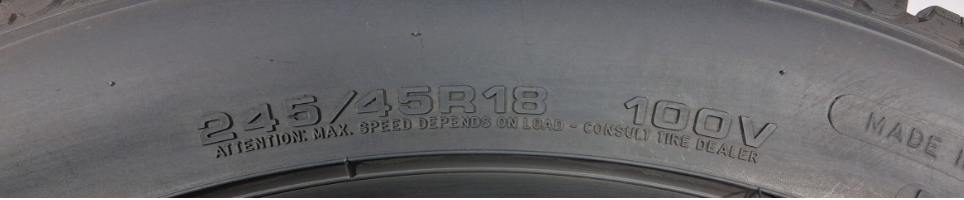 245/45R18 100V
ATTENTION: MAX. SPEED DEPENDS ON LOAD - CONSULT TIRE DEALER
MADE